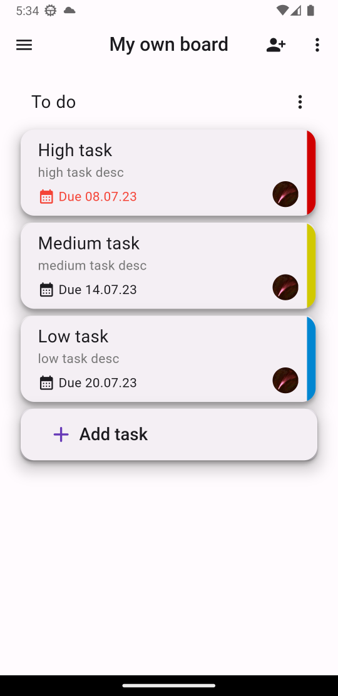 5:34
My own board
To do
High task
high task desc
Due 08.07.23
Medium task
medium task desc
Due 14.07.23
Low task
low task desc
Due 20.07.23
Add task